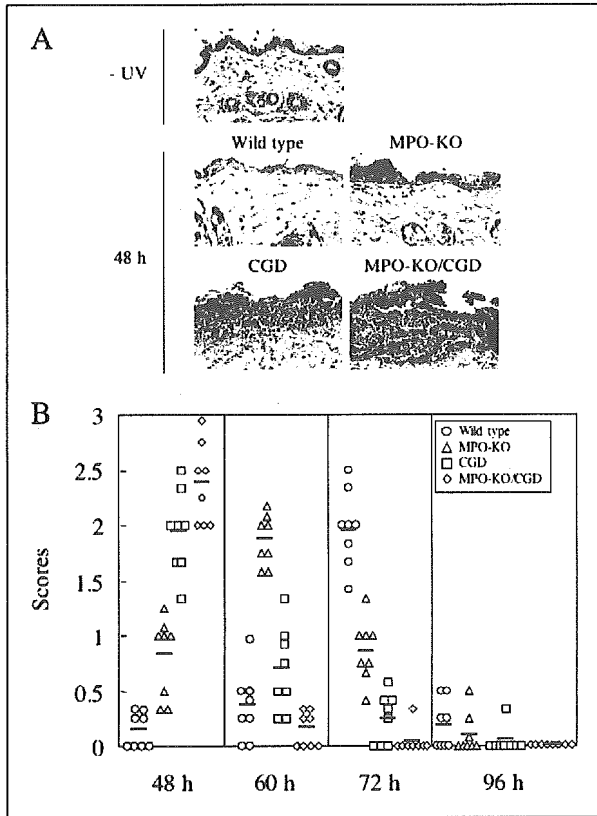 A
- UV
Wild type
MPO-KO
48 h
CGD
MPO-KO/CGD
B
Scores
3
2.5
2
1.5
1
0.5
0
Wild type
MPO-KO
CGD
MPO-KO/CGD
48 h
60 h
72 h
96 h